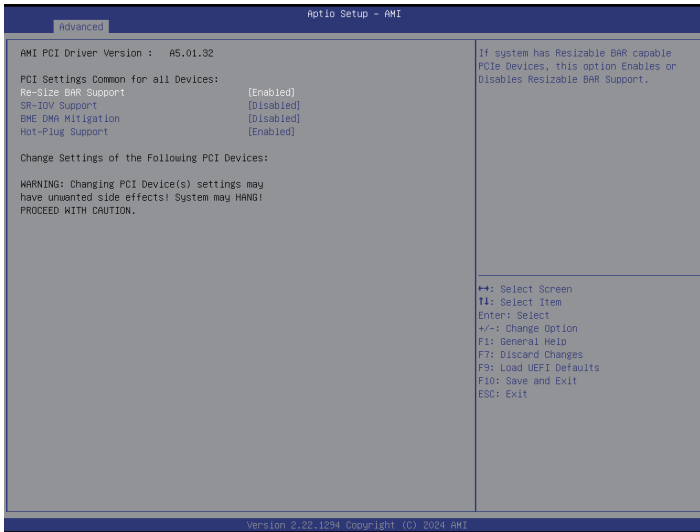 Aptio Setup - AMI
Advanced
AMI PCI Driver Version : A5.01.32
PCI Settings Common for all Devices:
Re-Size BAR Support [Enabled]
SR-IOV Support [Disabled]
BME DMA Mitigation [Disabled]
Hot-Plug Support [Enabled]
Change Settings of the Following PCI Devices:
WARNING: Changing PCI Device(s) settings may
have unwanted side effects! System may HANG!
PROCEED WITH CAUTION.
If system has Resizable BAR capable
PCIe Devices, this option Enables or
Disables Resizable BAR Support.
↔: Select Screen
↑↓: Select Item
Enter: Select
+/-: Change Option
F1: General Help
F7: Discard Changes
F9: Load UEFI Defaults
F10: Save and Exit
ESC: Exit
Version 2.22.1294 Copyright (C) 2024 AMI